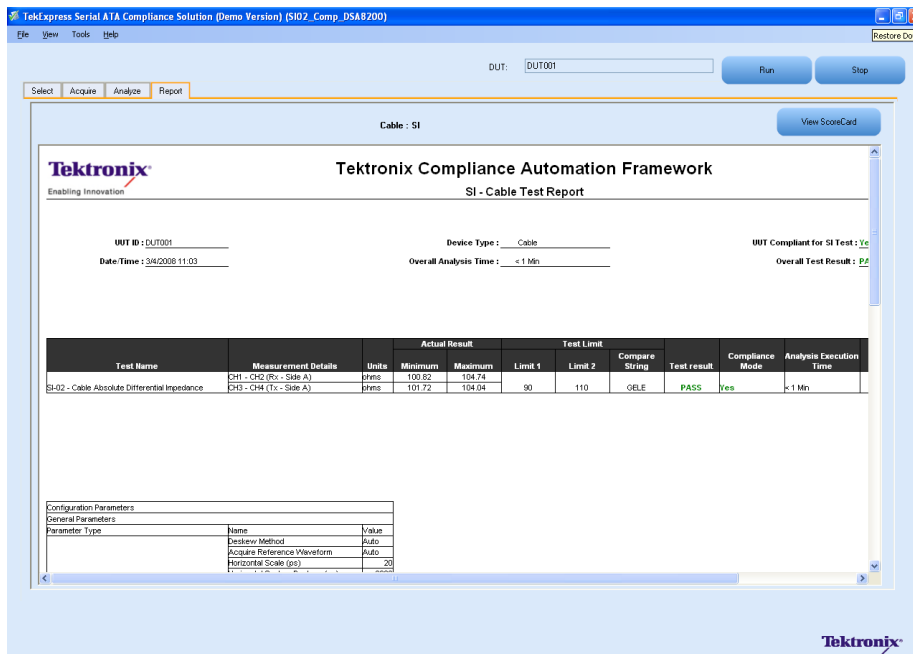 TekExpress Serial ATA Compliance Solution (Demo Version) (SI02_Comp_DSA8200)
File View Tools Help
Restore Do
DUT: DUT001 Run Stop
Select Acquire Analyze Report
Cable : SI View ScoreCard
Tektronix
Enabling Innovation
Tektronix Compliance Automation Framework
SI - Cable Test Report
UUT ID : DUT001 Device Type : Cable UUT Compliant for SI Test : Ye
Date/Time : 3/4/2008 11:03 Overall Analysis Time : < 1 Min Overall Test Result : PA
Actual Result Test Limit
Test Name Measurement Details Units Minimum Maximum Limit 1 Limit 2 Compare String Test result Compliance Mode Analysis Execution Time
CH1 - CH2 (Rx - Side A) ohms 100.82 104.74
SI-02 - Cable Absolute Differential Impedance CH3 - CH4 (Tx - Side A) ohms 101.72 104.04 90 110 GELE PASS Yes < 1 Min
Configuration Parameters
General Parameters
Parameter Type Name Value
Deskew Method Auto
Acquire Reference Waveform Auto
Horizontal Scale (ps) 20
Tektronix